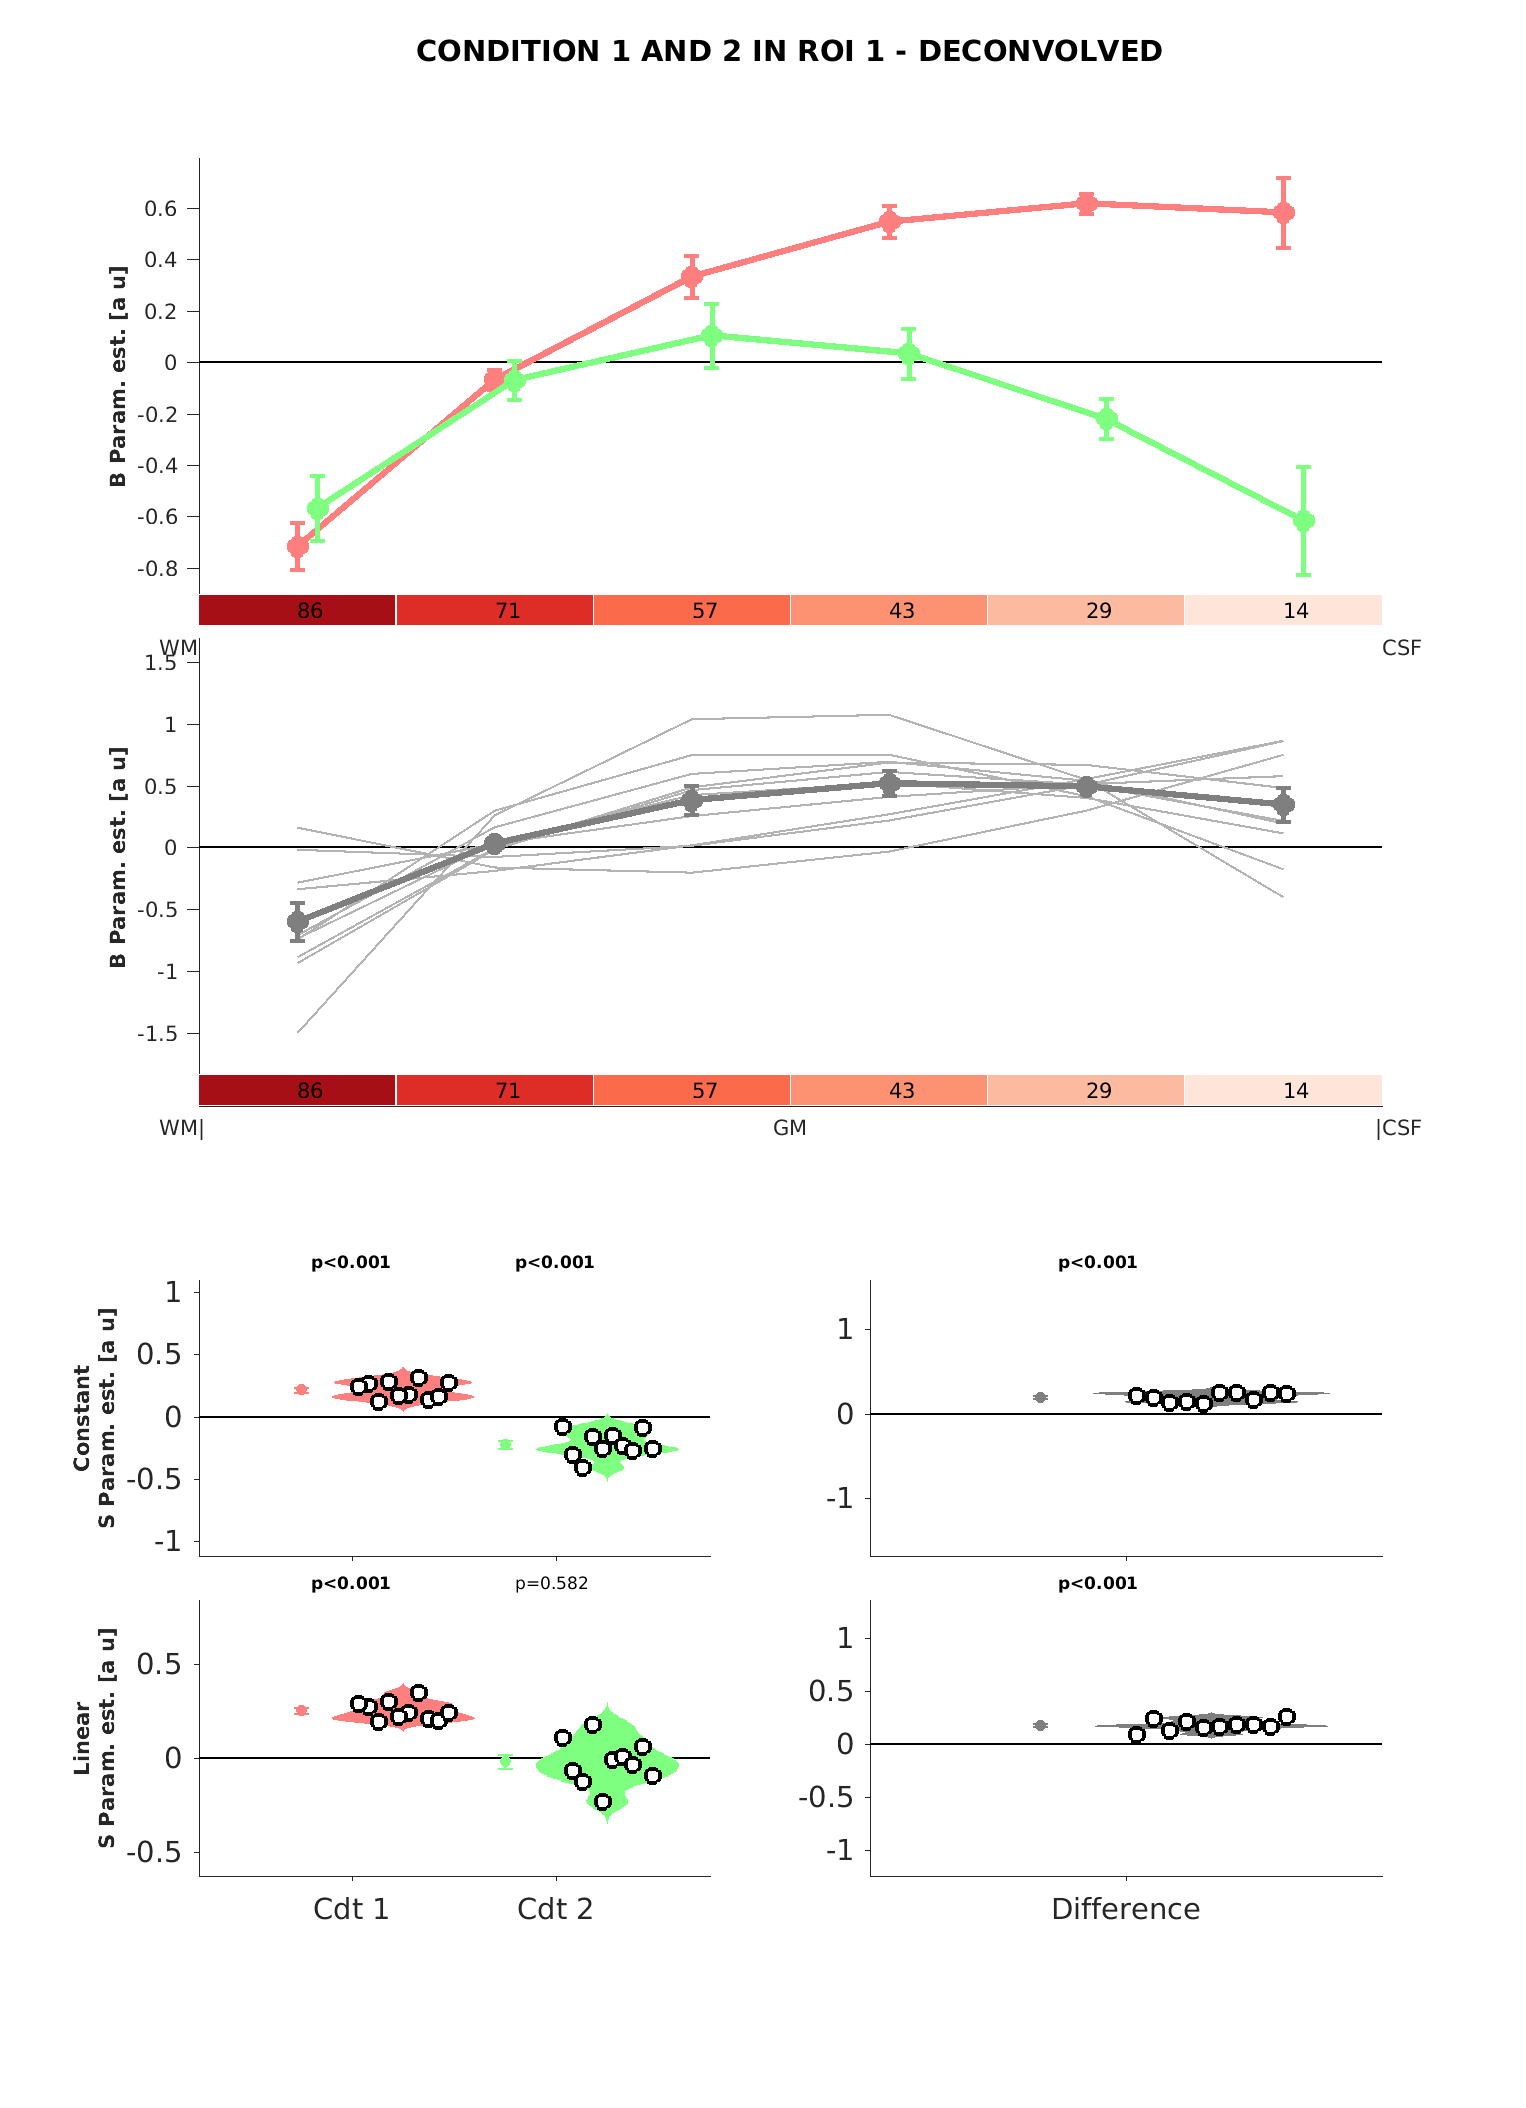 CONDITION 1 AND 2 IN ROI 1 - DECONVOLVED
B Param. est. [a u]
0.6
0.4
0.2
0
-0.2
-0.4
-0.6
-0.8
86 71 57 43 29 14
WM CSF
B Param. est. [a u]
1.5
1
0.5
0
-0.5
-1
-1.5
86 71 57 43 29 14
WM| GM |CSF
p<0.001 p<0.001 p<0.001
Constant
S Param. est. [a u]
1
0.5
0
-0.5
-1
1
0
-1
p<0.001 p=0.582 p<0.001
Linear
S Param. est. [a u]
0.5
0
-0.5
1
0.5
0
-0.5
-1
Cdt 1 Cdt 2 Difference